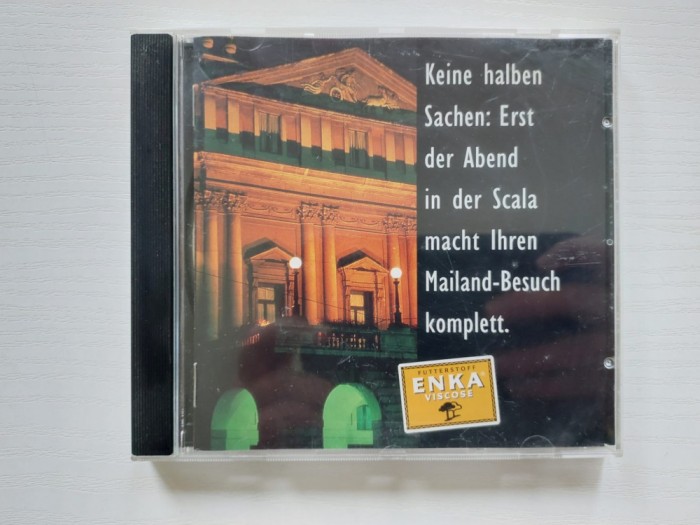 Keine halben
Sachen: Erst
der Abend
in der Scala
macht Ihren
Mailand-Besuch
komplett.
FUTTERSTOFF
ENKA®
VISCOSE